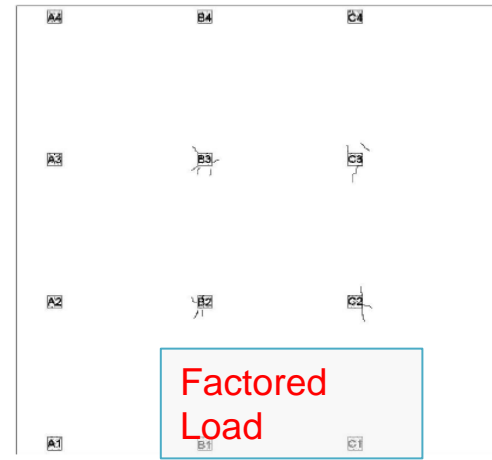 A4 B4 C4
A3 B3 C3
A2 B2 C2
Factored
Load
A1 B1 C1